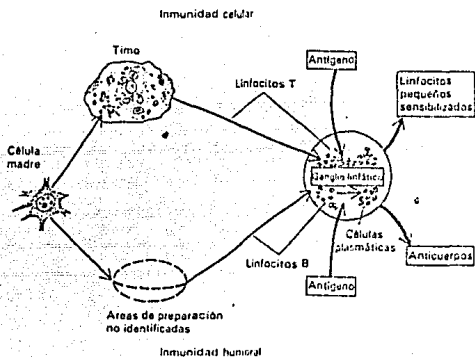 Inmunidad celular
Timo
Antígeno
Linfocitos T
Linfocitos
pequeños
sensibilizados
Célula
madre
Ganglio linfático
Células
plasmáticas
Linfocitos B
Anticuerpos
Antígeno
Areas de preparación
no identificadas
Inmunidad humoral